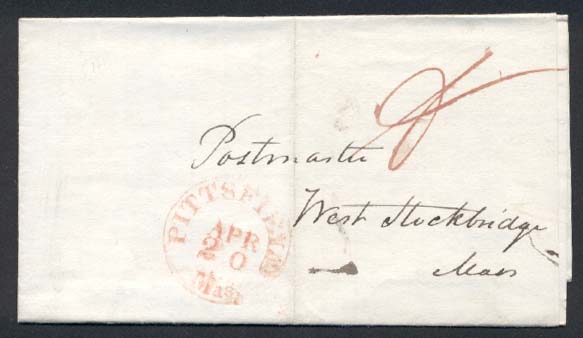 Postmaster
West Stockbridge
Mass
PITTSFIELD
APR
20
Mass